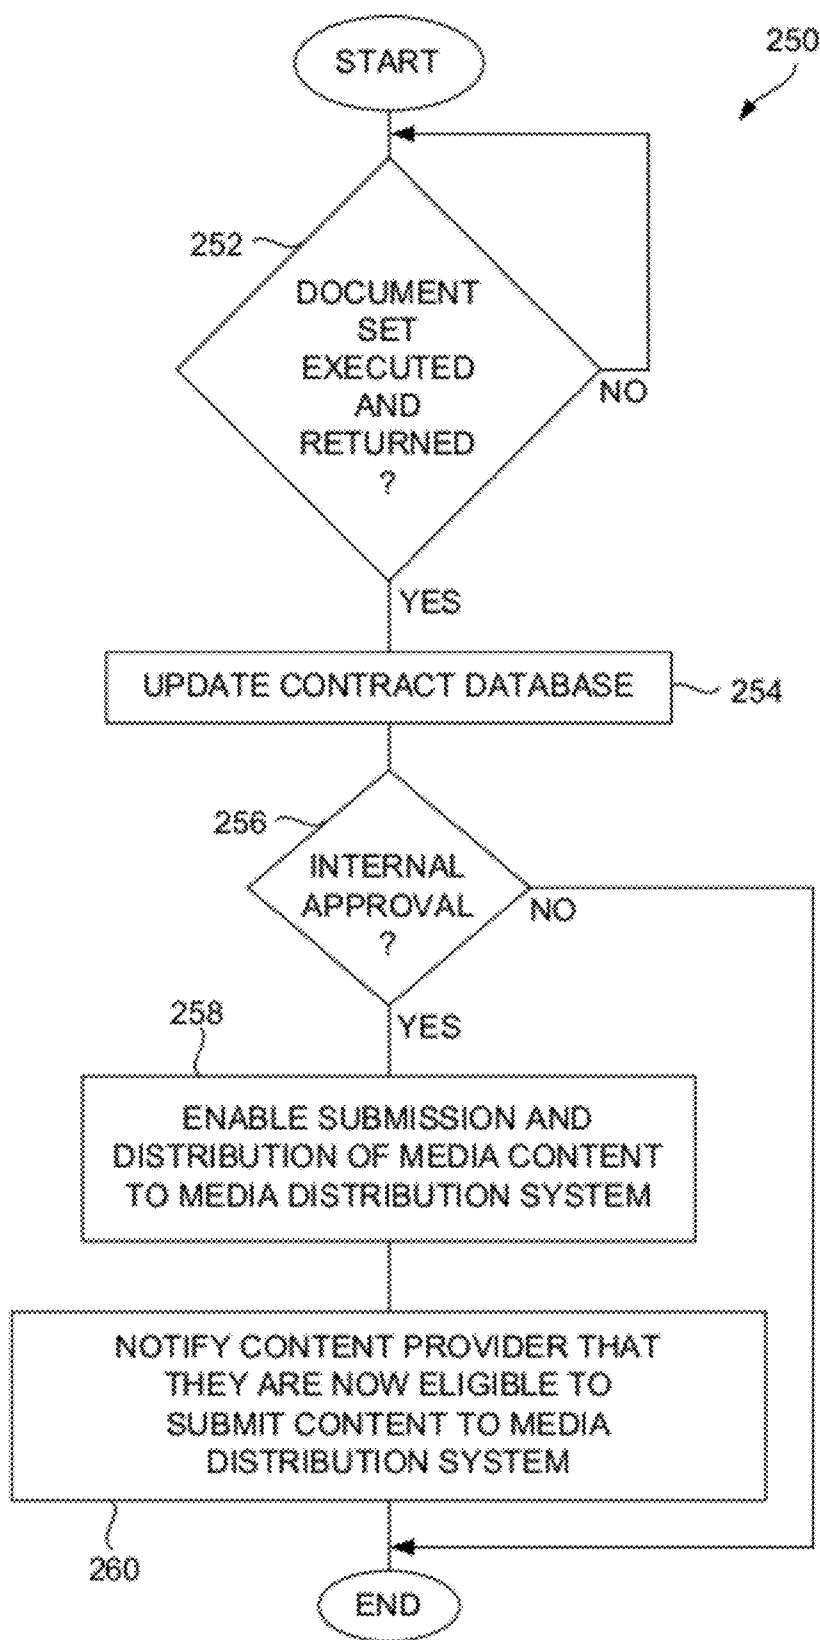 START
250
252
DOCUMENT
SET
EXECUTED
AND
RETURNED
?
NO
YES
UPDATE CONTRACT DATABASE
254
256
INTERNAL
APPROVAL
?
NO
YES
258
ENABLE SUBMISSION AND
DISTRIBUTION OF MEDIA CONTENT
TO MEDIA DISTRIBUTION SYSTEM
NOTIFY CONTENT PROVIDER THAT
THEY ARE NOW ELIGIBLE TO
SUBMIT CONTENT TO MEDIA
DISTRIBUTION SYSTEM
260
END